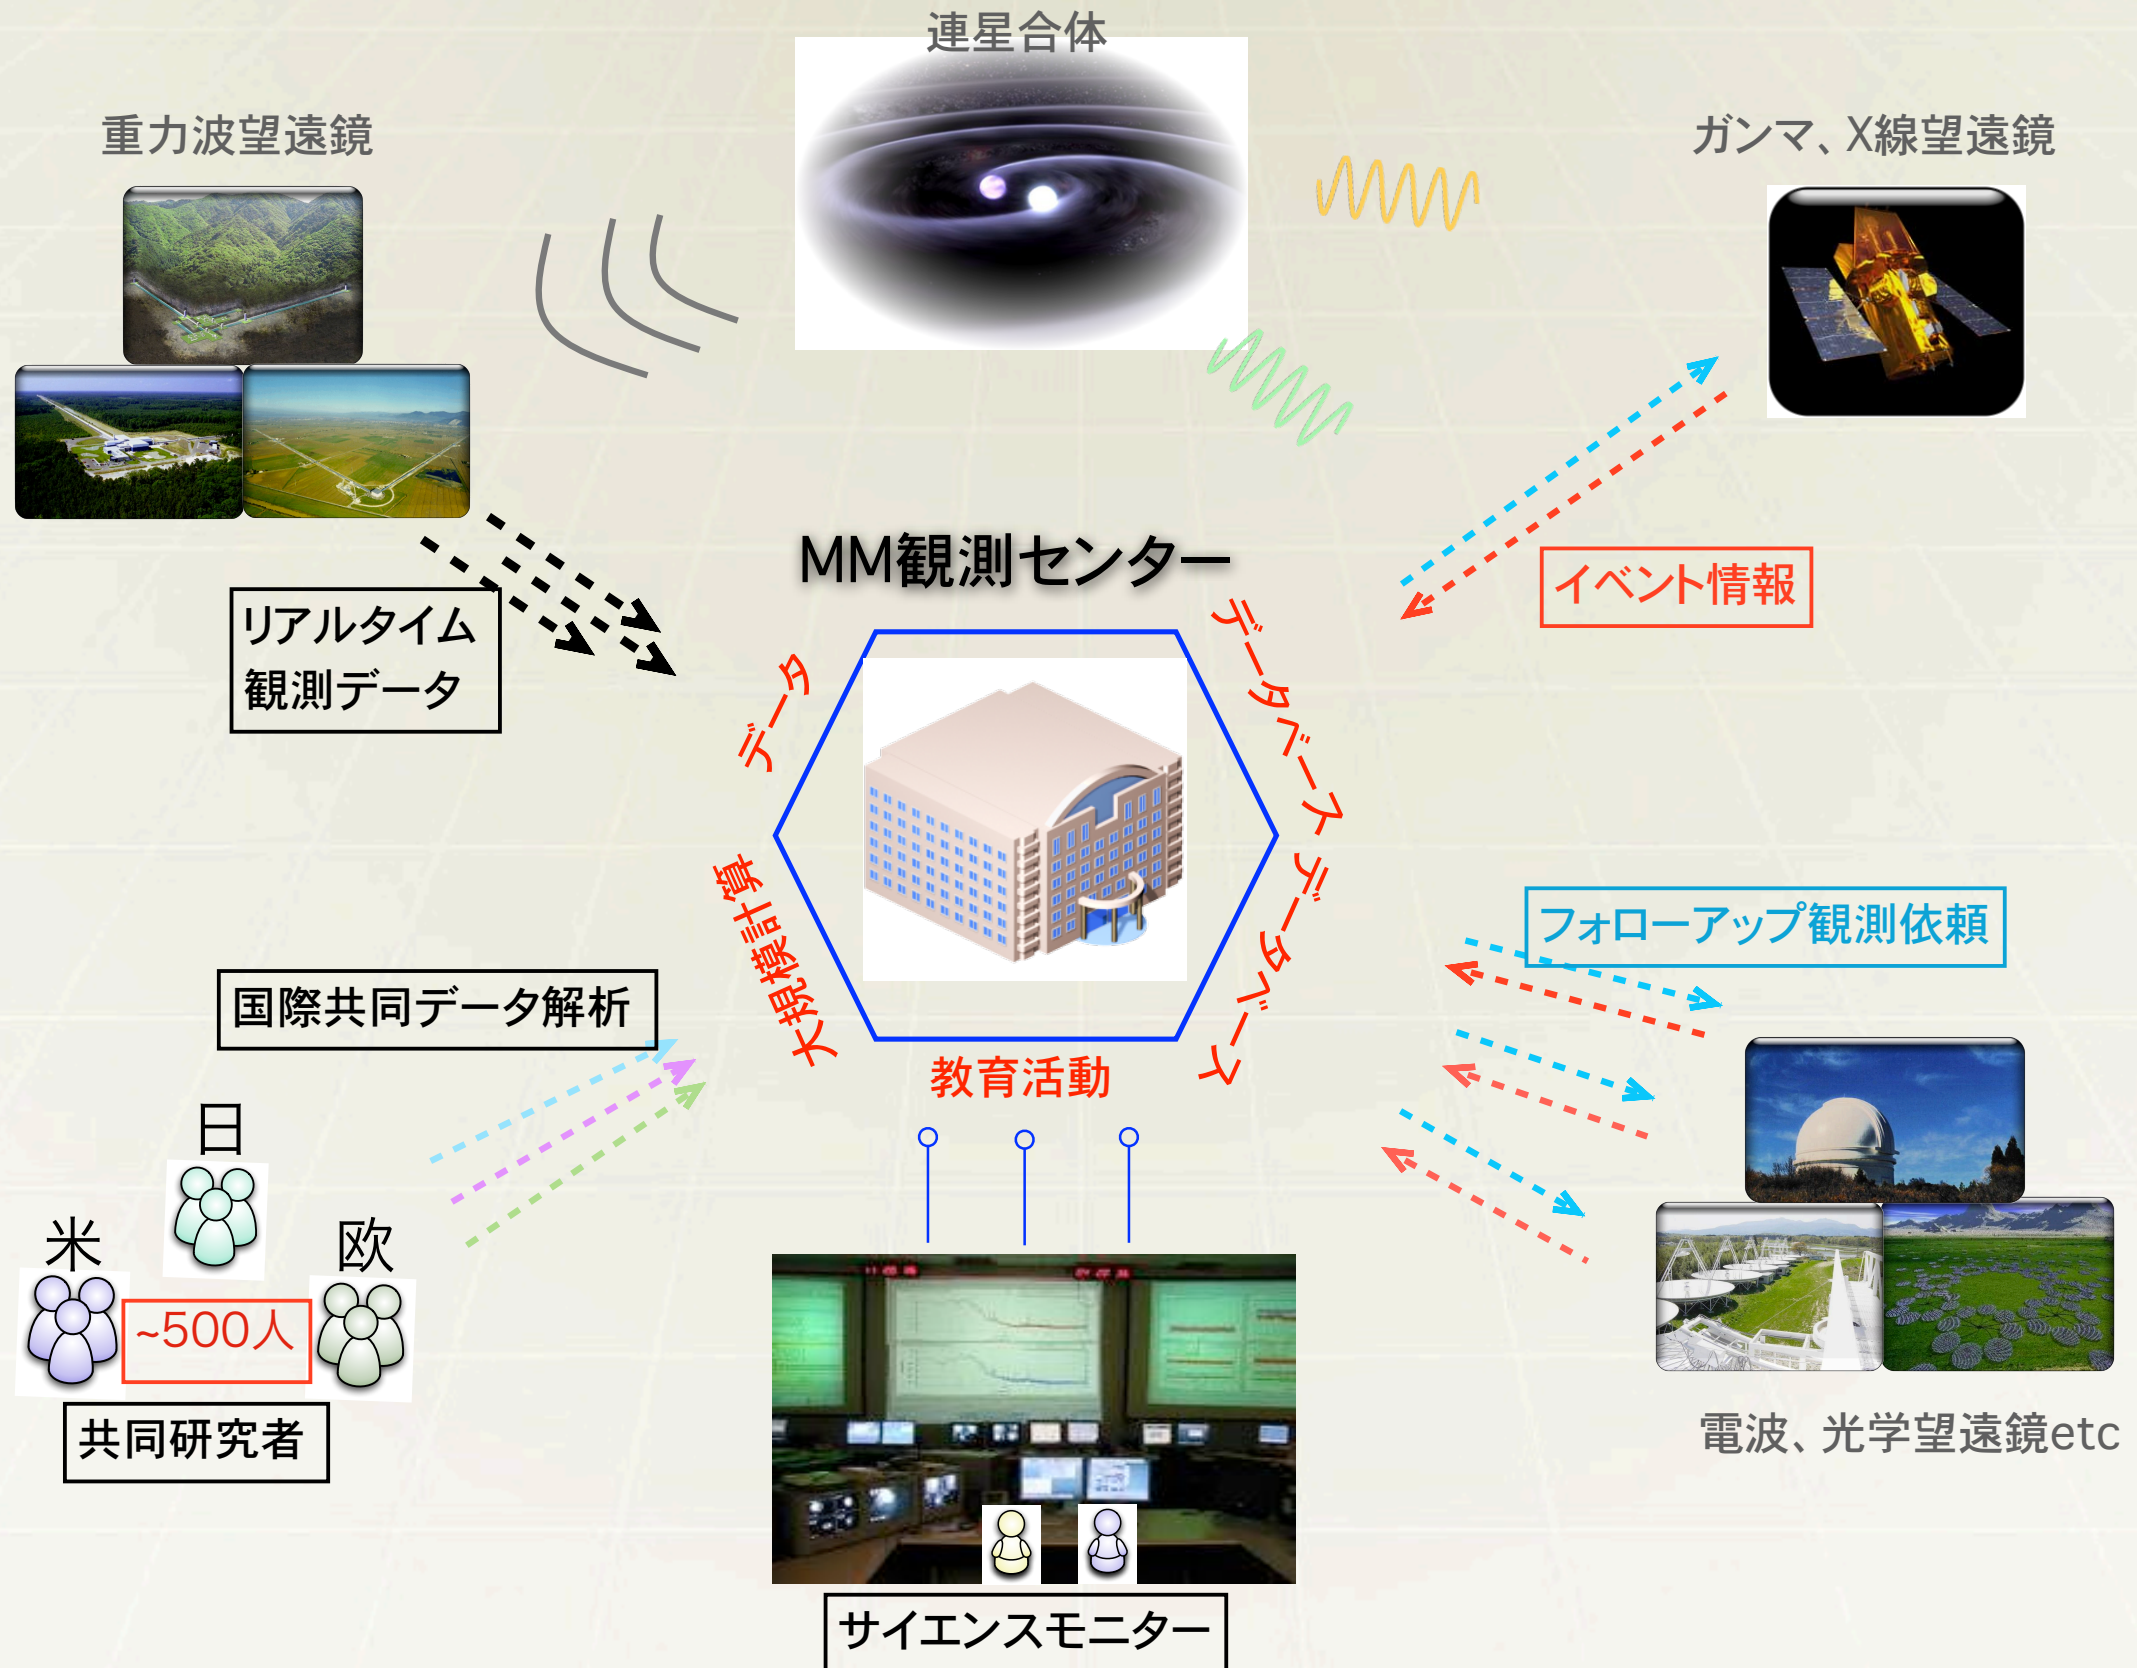 連星合体
重力波望遠鏡
ガンマ、X線望遠鏡
MM観測センター
イベント情報
リアルタイム
観測データ
データ
データベース
大規模計算
データベース
教育活動
フォローアップ観測依頼
国際共同データ解析
日
米
欧
~500人
共同研究者
電波、光学望遠鏡etc
サイエンスモニター